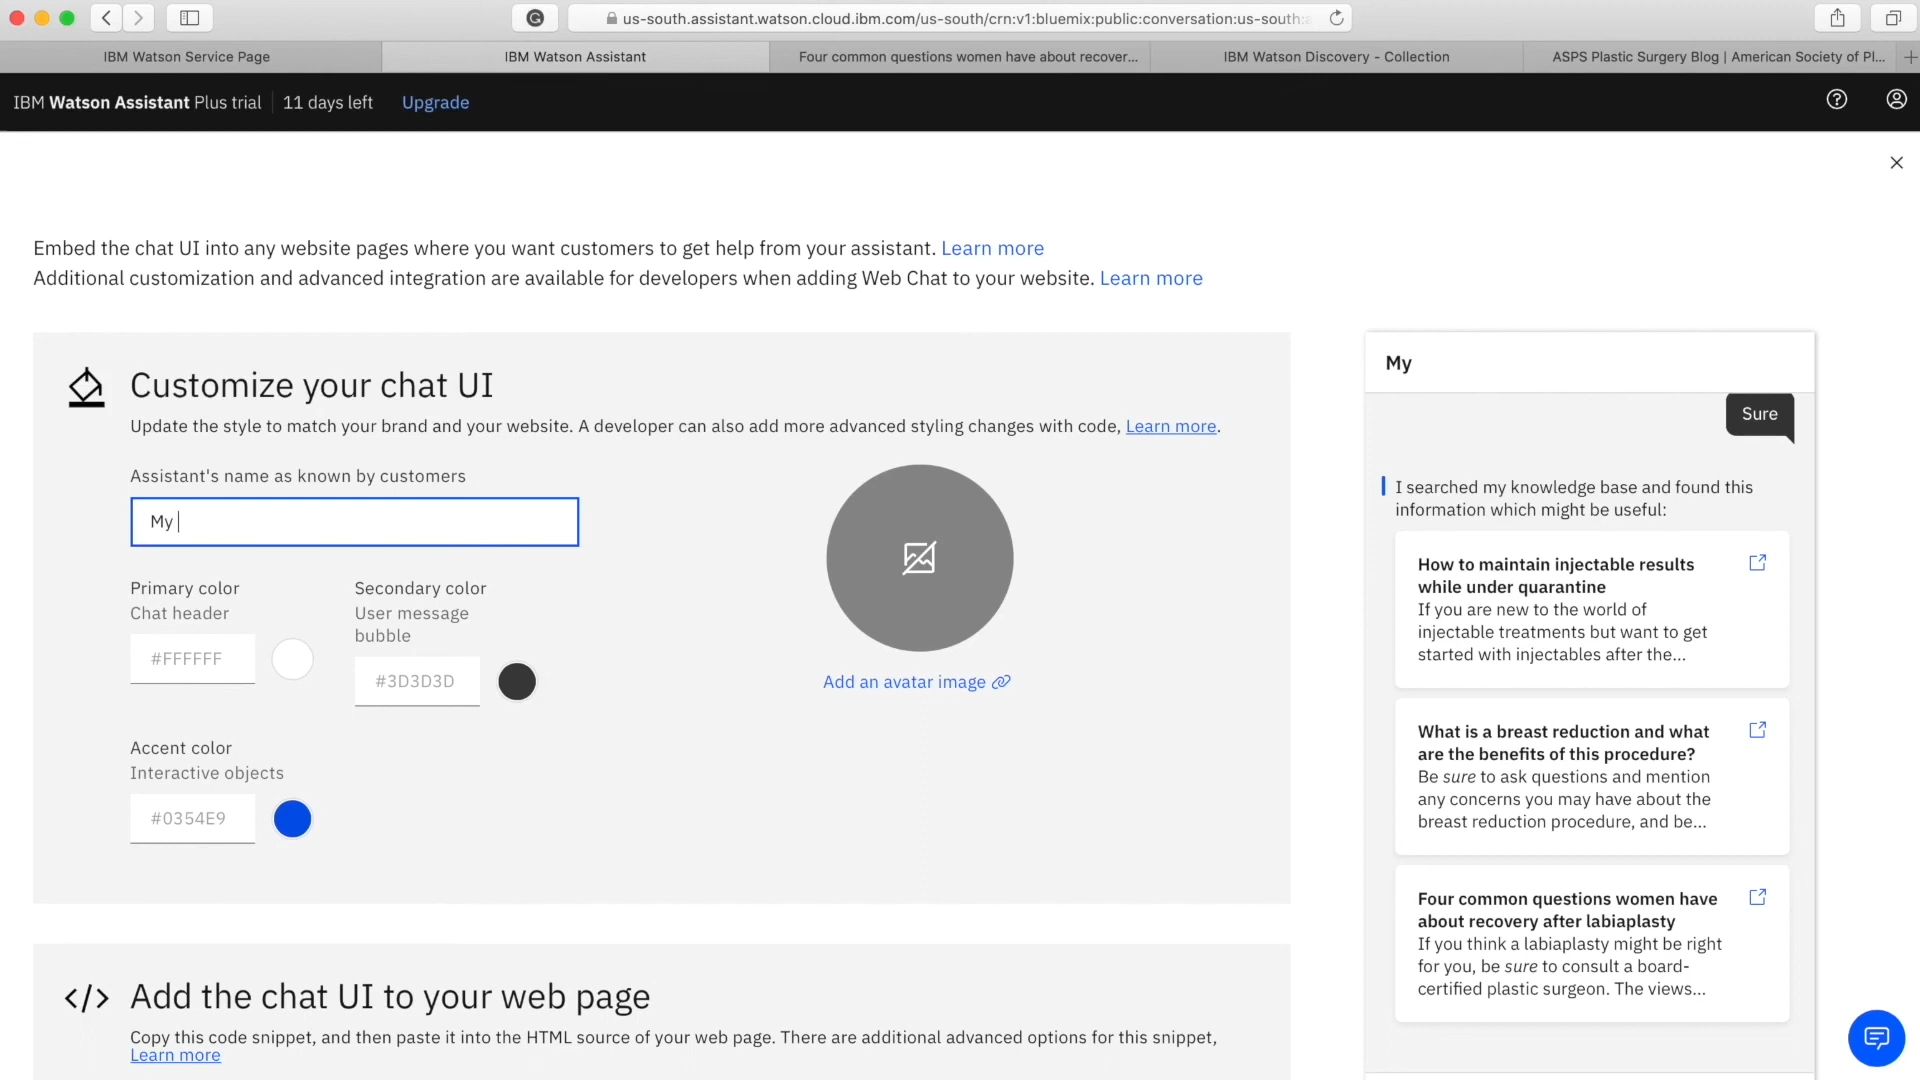 us-south.assistant.watson.cloud.ibm.com/us-south/crn:v1:bluemix:public:conversation:us-south:
IBM Watson Service Page
IBM Watson Assistant
Four common questions women have about recover...
IBM Watson Discovery - Collection
ASPS Plastic Surgery Blog | American Society of Pl...
IBM Watson Assistant Plus trial
11 days left
Upgrade
Embed the chat UI into any website pages where you want customers to get help from your assistant. Learn more
Additional customization and advanced integration are available for developers when adding Web Chat to your website. Learn more
Customize your chat UI
Update the style to match your brand and your website. A developer can also add more advanced styling changes with code, Learn more.
Assistant's name as known by customers
My
Primary color
Chat header
#FFFFFF
Secondary color
User message
bubble
#3D3D3D
Accent color
Interactive objects
#0354E9
Add an avatar image
Add the chat UI to your web page
Copy this code snippet, and then paste it into the HTML source of your web page. There are additional advanced options for this snippet,
Learn more
My
Sure
I searched my knowledge base and found this
information which might be useful:
How to maintain injectable results
while under quarantine
If you are new to the world of
injectable treatments but want to get
started with injectables after the...
What is a breast reduction and what
are the benefits of this procedure?
Be sure to ask questions and mention
any concerns you may have about the
breast reduction procedure, and be...
Four common questions women have
about recovery after labiaplasty
If you think a labiaplasty might be right
for you, be sure to consult a board-
certified plastic surgeon. The views...